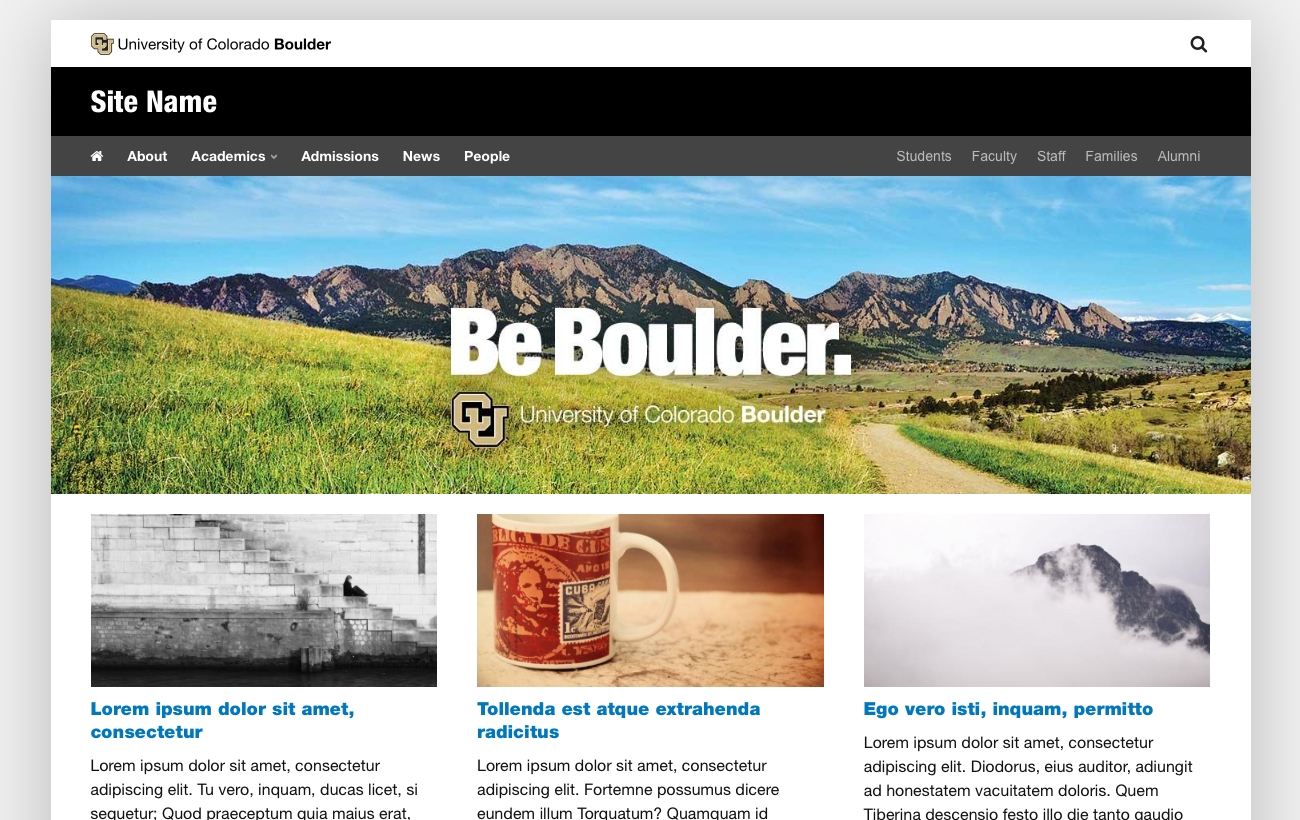 University of Colorado Boulder
Site Name
About Academics Admissions News People
Students Faculty Staff Families Alumni
Be Boulder.
University of Colorado Boulder
CUBA
1c
Lorem ipsum dolor sit amet,
consectetur
Lorem ipsum dolor sit amet, consectetur
adipiscing elit. Tu vero, inquam, ducas licet, si
sequetur; Quod praeceptum quia maius erat,
Tollenda est atque extrahenda
radicitus
Lorem ipsum dolor sit amet, consectetur
adipiscing elit. Fortemne possumus dicere
eundem illum Torquatum? Quamquam id
Ego vero isti, inquam, permitto
Lorem ipsum dolor sit amet, consectetur
adipiscing elit. Diodorus, eius auditor, adiungit
ad honestatem vacuitatem doloris. Quem
Tiberina descensio festo illo die tanto gaudio